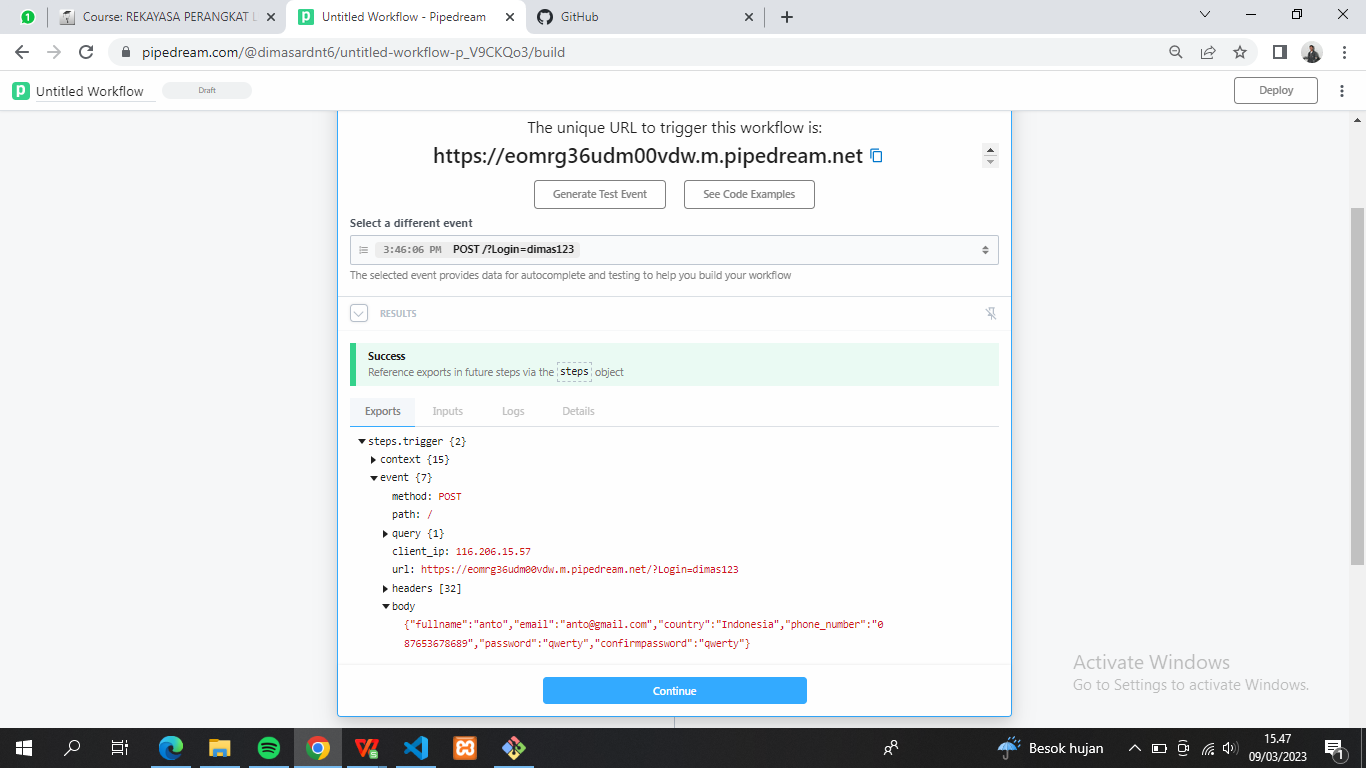 1
Course: REKAYASA PERANGKAT L
Untitled Workflow - Pipedream
GitHub
pipedream.com/@dimasardnt6/untitled-workflow-p_V9CKQo3/build
Untitled Workflow
Draft
Deploy
The unique URL to trigger this workflow is:
https://eomrg36udm00vdw.m.pipedream.net
Generate Test Event
See Code Examples
Select a different event
3:46:06 PM POST /?Login=dimas123
The selected event provides data for autocomplete and testing to help you build your workflow
RESULTS
Success
Reference exports in future steps via the steps object
Exports
Inputs
Logs
Details
steps.trigger {2}
context {15}
event {7}
method: POST
path: /
query {1}
client_ip: 116.206.15.57
url: https://eomrg36udm00vdw.m.pipedream.net/?Login=dimas123
headers [32]
body
{"fullname":"anto","email":"anto@gmail.com","country":"Indonesia","phone_number":"0
87653678689","password":"qwerty","confirmpassword":"qwerty"}
Continue
Activate Windows
Go to Settings to activate Windows.
Besok hujan
15.47
09/03/2023
1